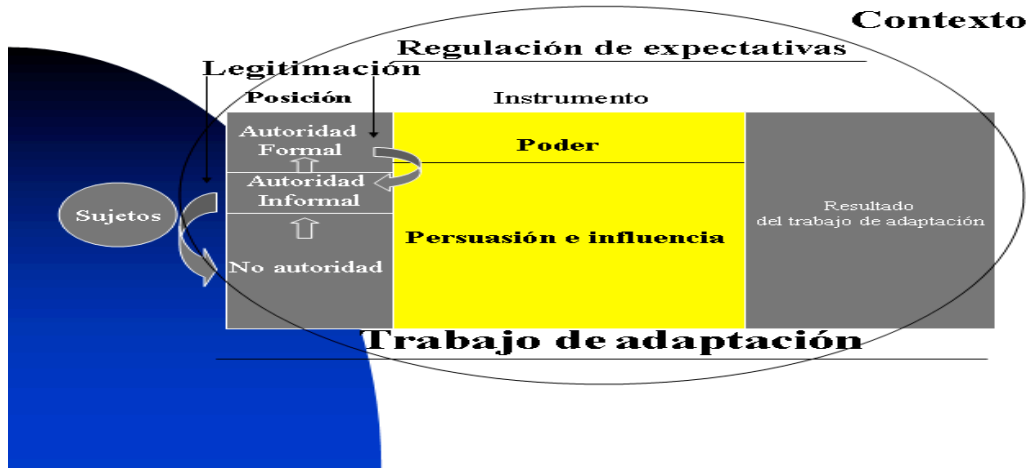 Contexto
Regulación de expectativas
Legitimación
Posición
Instrumento
Autoridad
Formal
Poder
Autoridad
Informal
Sujetos
Persuasión e influencia
No autoridad
Resultado
del trabajo de adaptación
Trabajo de adaptación